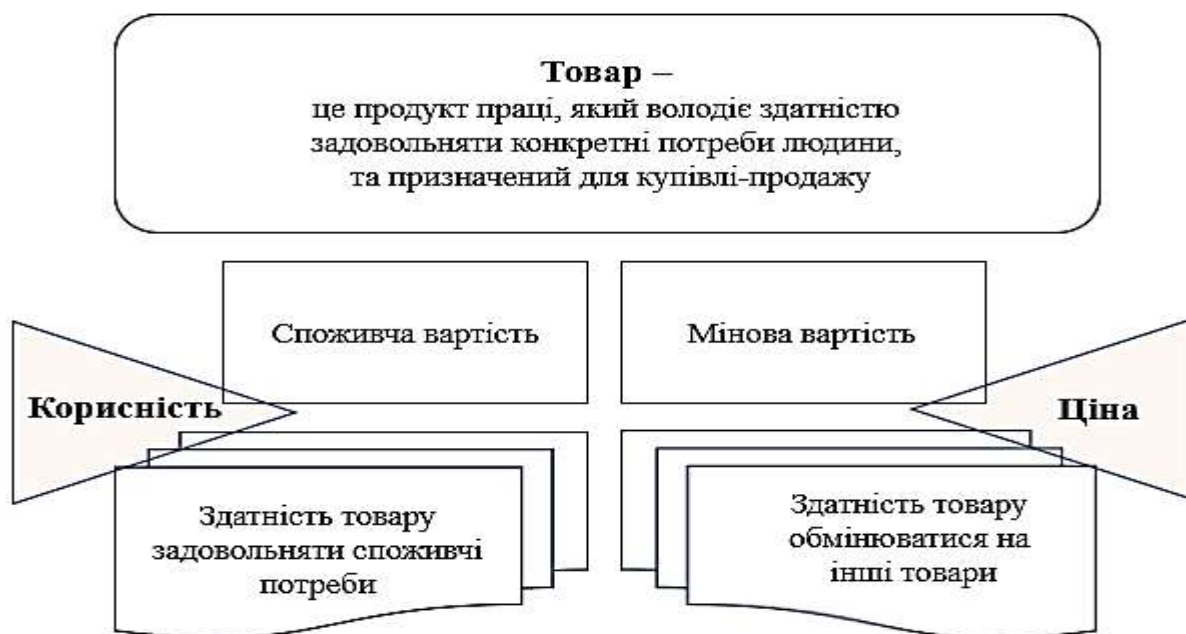 Товар –
це продукт праці, який володіє здатністю
задовольняти конкретні потреби людини,
та призначений для купівлі-продажу
Споживча вартість
Мінова вартість
Корисність
Ціна
Здатність товару
задовольняти споживчі
потреби
Здатність товару
обмінюватися на
інші товари